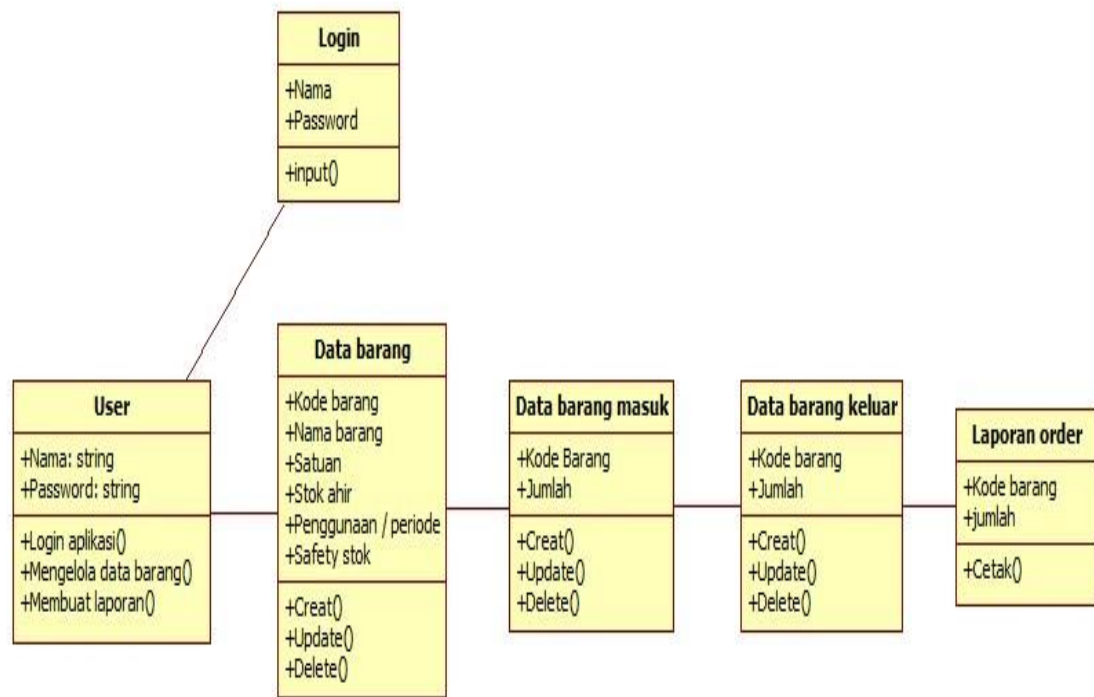 Login
+Nama
+Password
+input()
User
+Nama: string
+Password: string
+Login aplikasi()
+Mengelola data barang()
+Membuat laporan()
Data barang
+Kode barang
+Nama barang
+Satuan
+Stok ahir
+Penggunaan / periode
+Safety stok
+Creat()
+Update()
+Delete()
Data barang masuk
+Kode Barang
+Jumlah
+Creat()
+Update()
+Delete()
Data barang keluar
+Kode barang
+Jumlah
+Creat()
+Update()
+Delete()
Laporan order
+Kode barang
+jumlah
+Cetak()